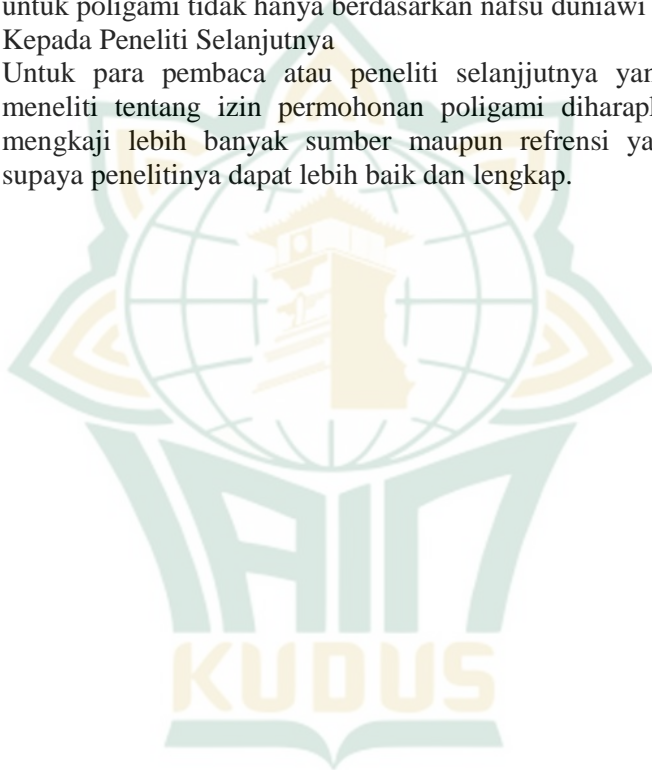 untuk poligami tidak hanya berdasarkan nafsu duniawi
Kepada Peneliti Selanjutnya
Untuk para pembaca atau peneliti selanjjutnya yan
meneliti tentang izin permohonan poligami diharapk
mengkaji lebih banyak sumber maupun refrensi ya
supaya penelitinya dapat lebih baik dan lengkap.
IAIN
KUDUS